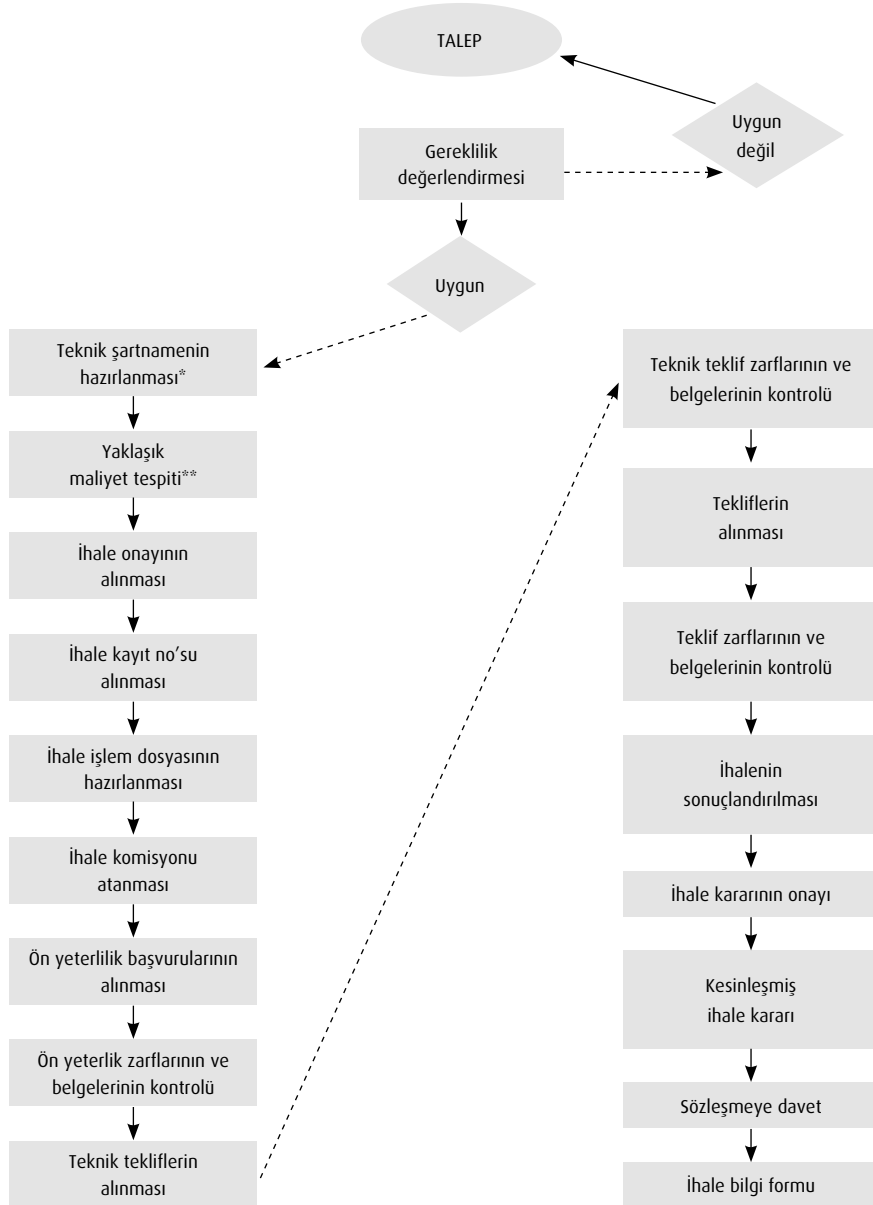 TALEP
Uygun
değil
Gereklilik
değerlendirmesi
Uygun
Teknik şartnamenin
hazırlanması*
Yaklaşık
maliyet tespiti**
İhale onayının
alınması
İhale kayıt no’su
alınması
İhale işlem dosyasının
hazırlanması
İhale komisyonu
atanması
Ön yeterlilik başvurularının
alınması
Ön yeterlik zarflarının ve
belgelerinin kontrolü
Teknik tekliflerin
alınması
Teknik teklif zarflarının ve
belgelerinin kontrolü
Tekliflerin
alınması
Teklif zarflarının ve
belgelerinin kontrolü
İhalenin
sonuçlandırılması
İhale kararının onayı
Kesinleşmiş
ihale kararı
Sözleşmeye davet
İhale bilgi formu